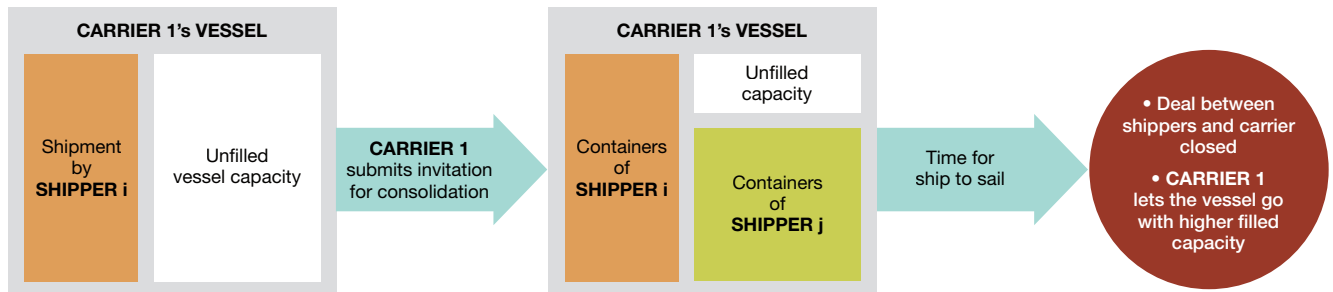 CARRIER 1's VESSEL
Shipment
by
SHIPPER i
Unfilled
vessel capacity
CARRIER 1
submits invitation
for consolidation
CARRIER 1's VESSEL
Containers
of
SHIPPER i
Unfilled
capacity
Containers
of
SHIPPER j
Time for
ship to sail
• Deal between
shippers and carrier
closed
• CARRIER 1
lets the vessel go
with higher filled
capacity